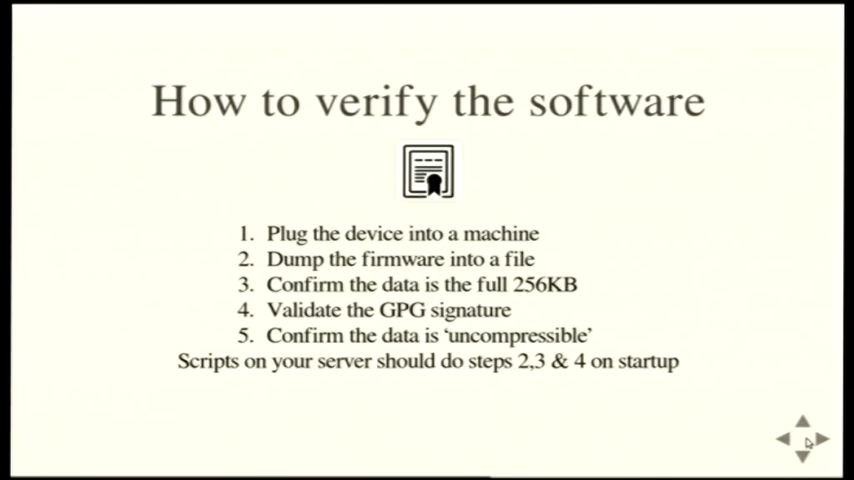 How to verify the software
1. Plug the device into a machine
2. Dump the firmware into a file
3. Confirm the data is the full 256KB
4. Validate the GPG signature
5. Confirm the data is ‘uncompressible’
Scripts on your server should do steps 2,3 & 4 on startup